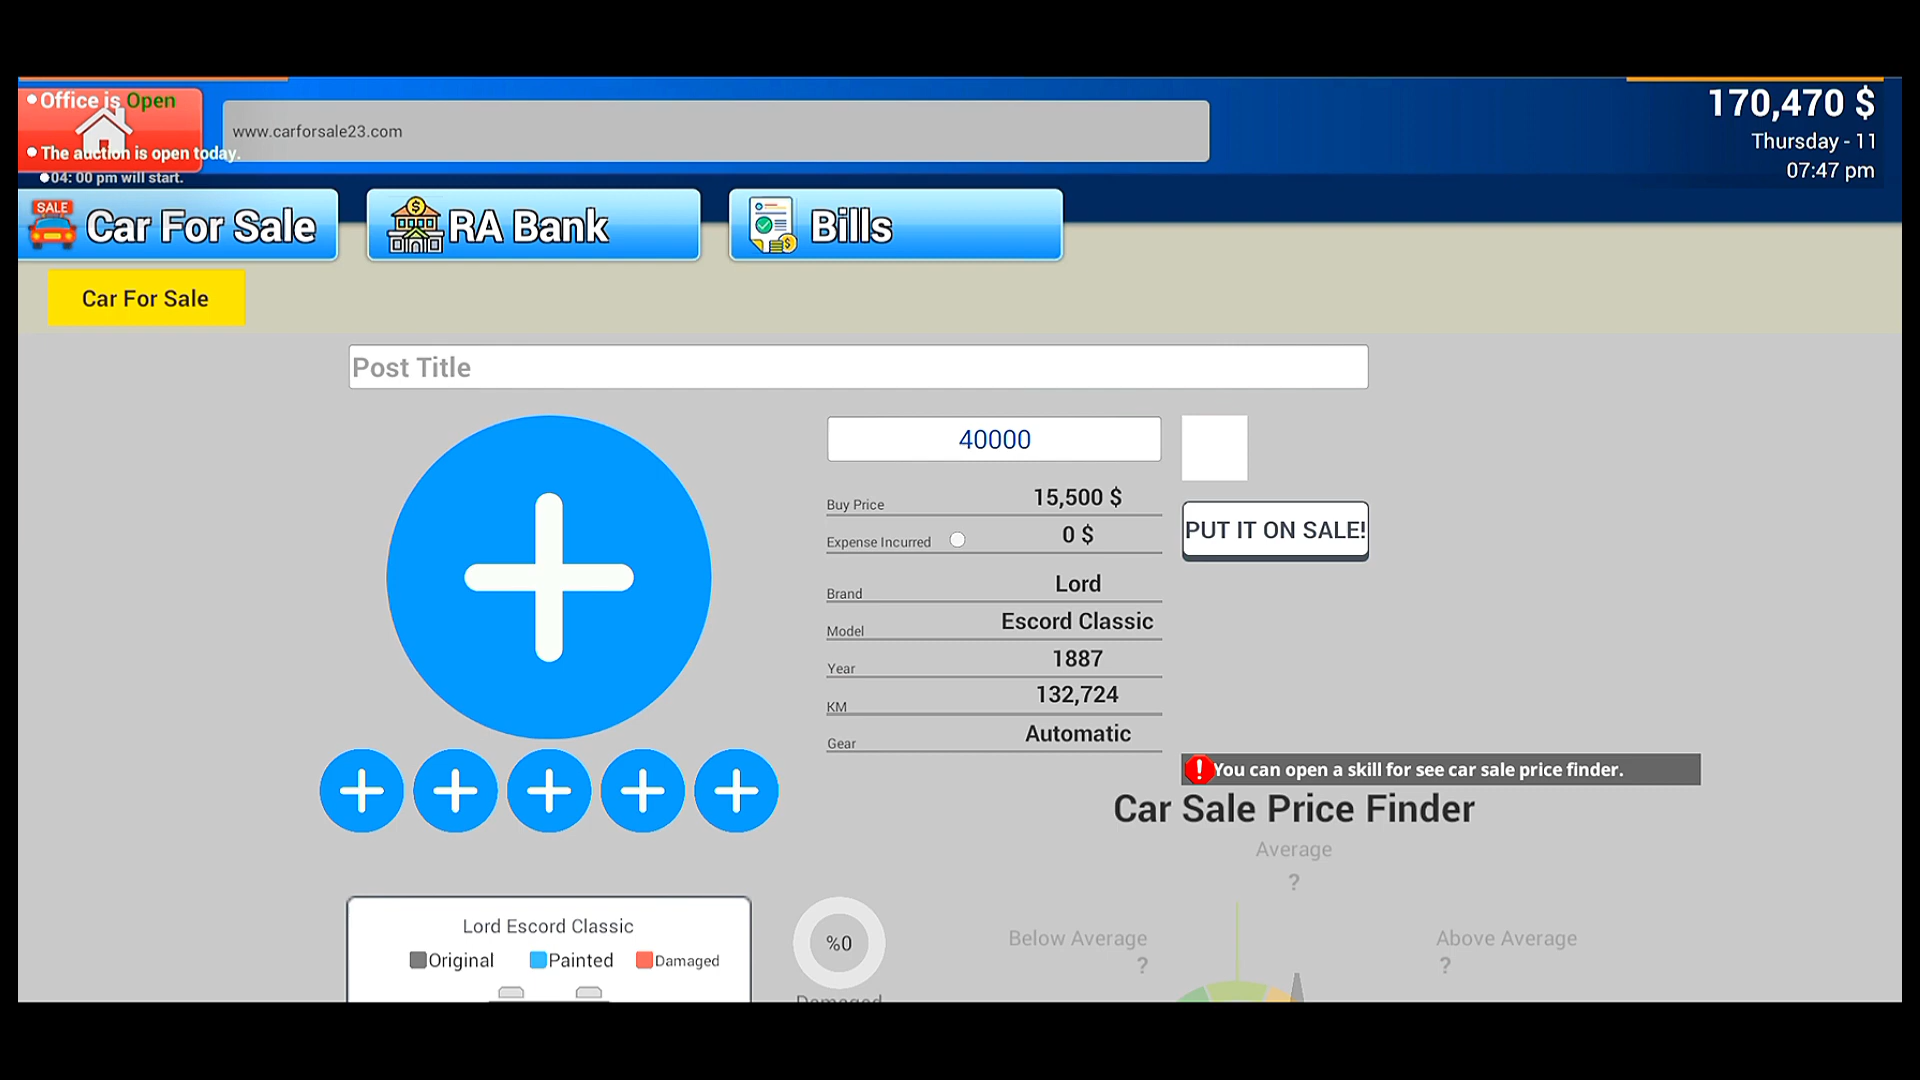 Office is Open
The auction is open today.
04: 00 pm will start.
www.carforsale23.com
170,470 $
Thursday - 11
07:47 pm
SALE
Car For Sale
RA Bank
Bills
Car For Sale
Post Title
40000
Buy Price 15,500 $
Expense Incurred 0 $
PUT IT ON SALE!
Brand Lord
Model Escord Classic
Year 1887
KM 132,724
Gear Automatic
You can open a skill for see car sale price finder.
Car Sale Price Finder
Average
?
Below Average
?
Above Average
?
Lord Escord Classic
Original Painted Damaged
%0
Damaged